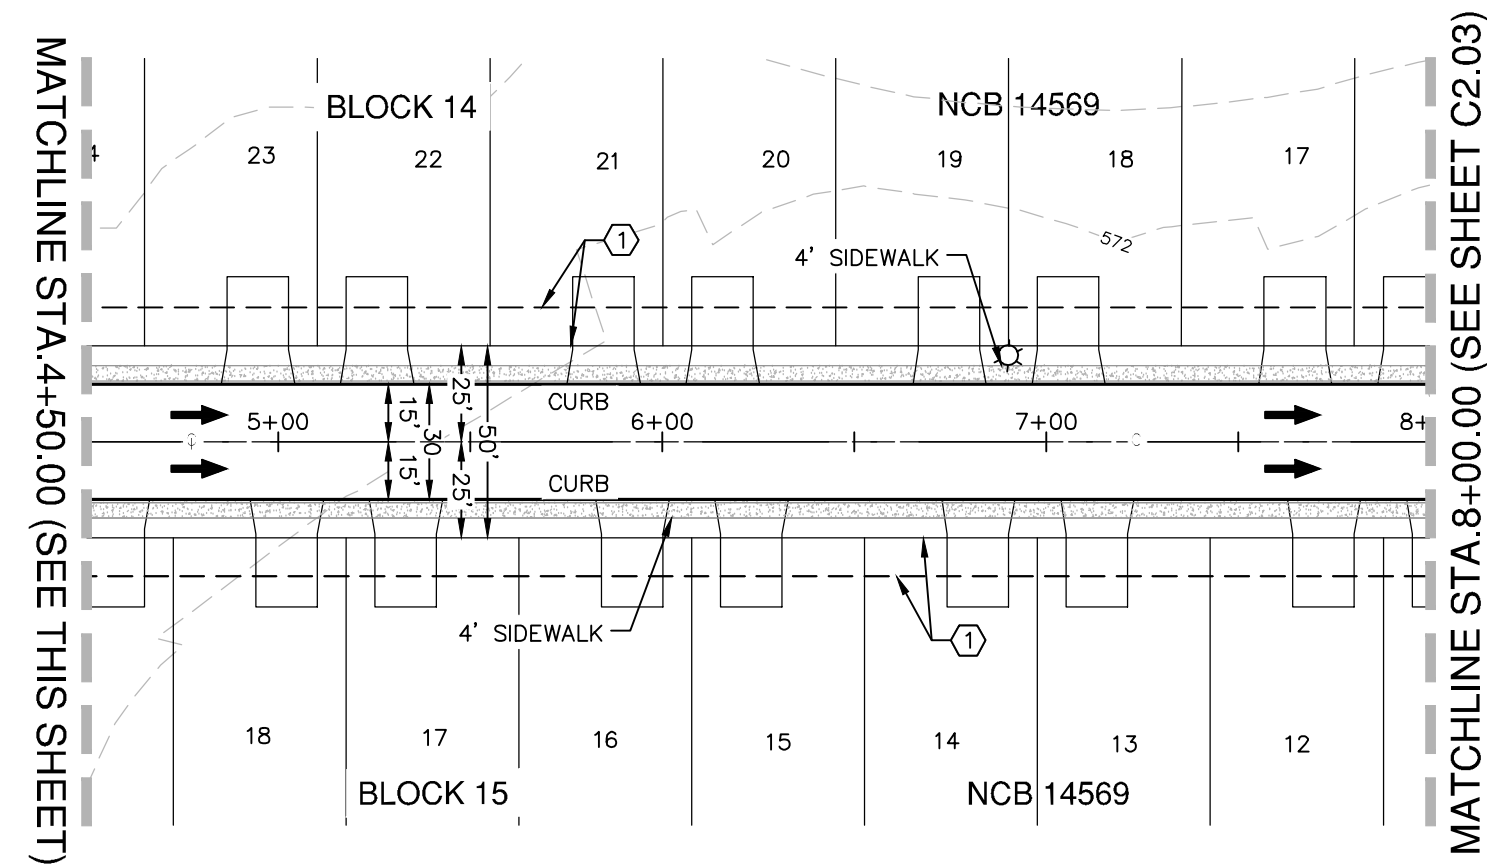 MATCHLINE STA.4+50.00 (SEE THIS SHEET)
BLOCK 14
NCB 14569
4
23
22
21
20
19
18
17
1
4' SIDEWALK
572
5+00
6+00
7+00
8+
15'
15'
30
25'
25'
50'
CURB
CURB
4' SIDEWALK
1
18
17
16
15
14
13
12
BLOCK 15
NCB 14569
MATCHLINE STA.8+00.00 (SEE SHEET C2.03)